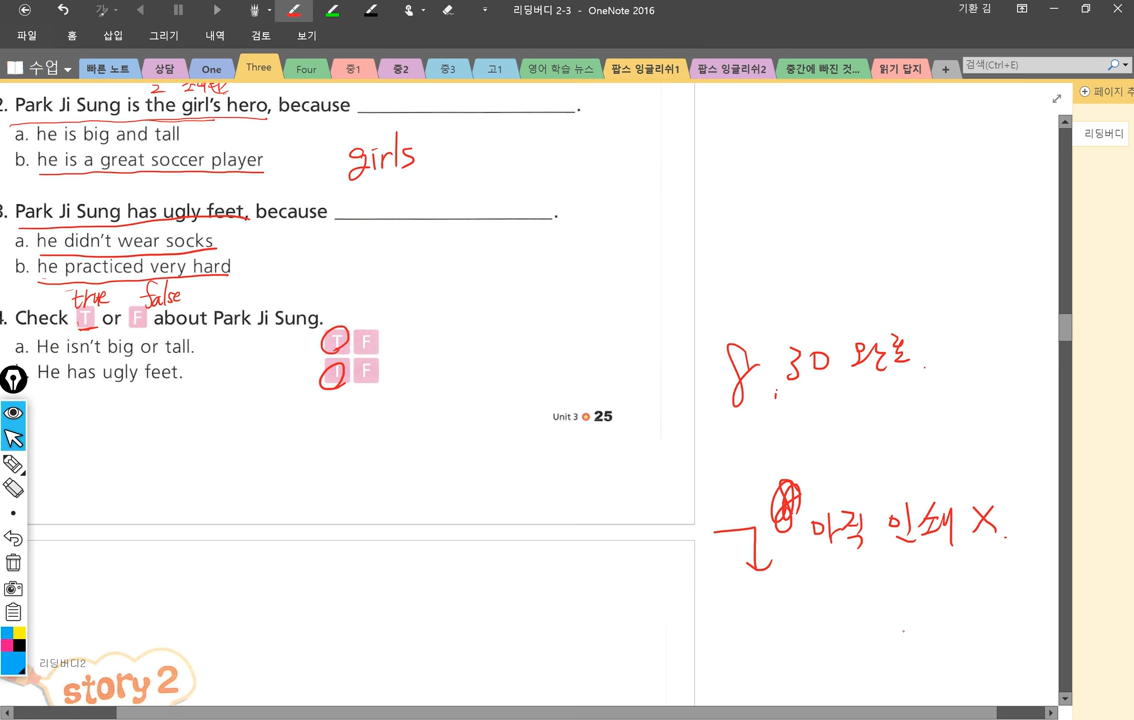 리딩버디 2-3 - OneNote 2016
기환 김
파일 홈 삽입 그리기 내역 검토 보기
수업 빠른 노트 상담 One Three Four 중1 중2 중3 고1 영어 학습 뉴스 팝스 잉글리쉬1 팝스 잉글리쉬2 중간에 빠진 것... 읽기 답지 + 검색(Ctrl+E)
페이지 추
리딩버디
2
2. Park Ji Sung is the girl's hero, because ____________.
a. he is big and tall
b. he is a great soccer player
girls
3. Park Ji Sung has ugly feet, because ____________.
a. he didn't wear socks
b. he practiced very hard
true false
4. Check T or F about Park Ji Sung.
a. He isn't big or tall. T F
He has ugly feet. T F
Unit 3 25
8.30 완료.
아직 인쇄 X.
리딩버디2
story 2